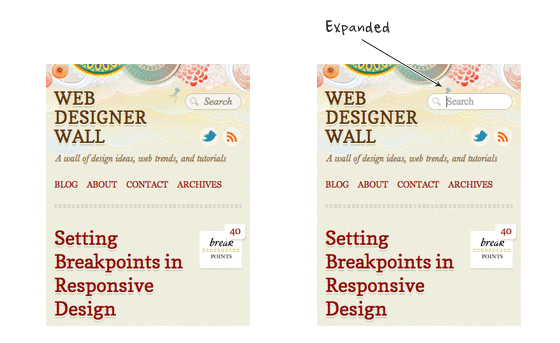 Expanded
WEB
DESIGNER
WALL
Search
A wall of design ideas, web trends, and tutorials
BLOG ABOUT CONTACT ARCHIVES
Setting
Breakpoints in
Responsive
Design
40
break
POINTS
WEB
DESIGNER
WALL
Search
A wall of design ideas, web trends, and tutorials
BLOG ABOUT CONTACT ARCHIVES
Setting
Breakpoints in
Responsive
Design
40
break
POINTS